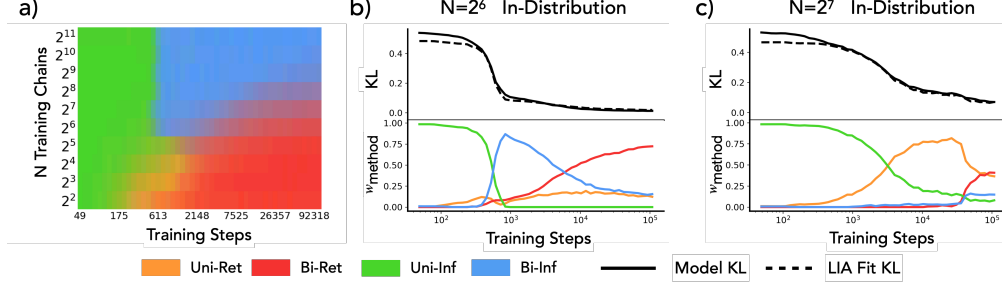 a)
N Training Chains
2¹¹
2¹⁰
2⁹
2⁸
2⁷
2⁶
2⁵
2⁴
2³
2²
49 175 613 2148 7525 26357 92318
Training Steps
b) N=2⁶ In-Distribution
KL
0.4
0.2
0.0
wmethod
1.00
0.75
0.50
0.25
0.00
10² 10³ 10⁴ 10⁵
Training Steps
c) N=2⁷ In-Distribution
KL
0.4
0.2
0.0
wmethod
1.00
0.75
0.50
0.25
0.00
10² 10³ 10⁴ 10⁵
Training Steps
Uni-Ret Bi-Ret Uni-Inf Bi-Inf Model KL LIA Fit KL